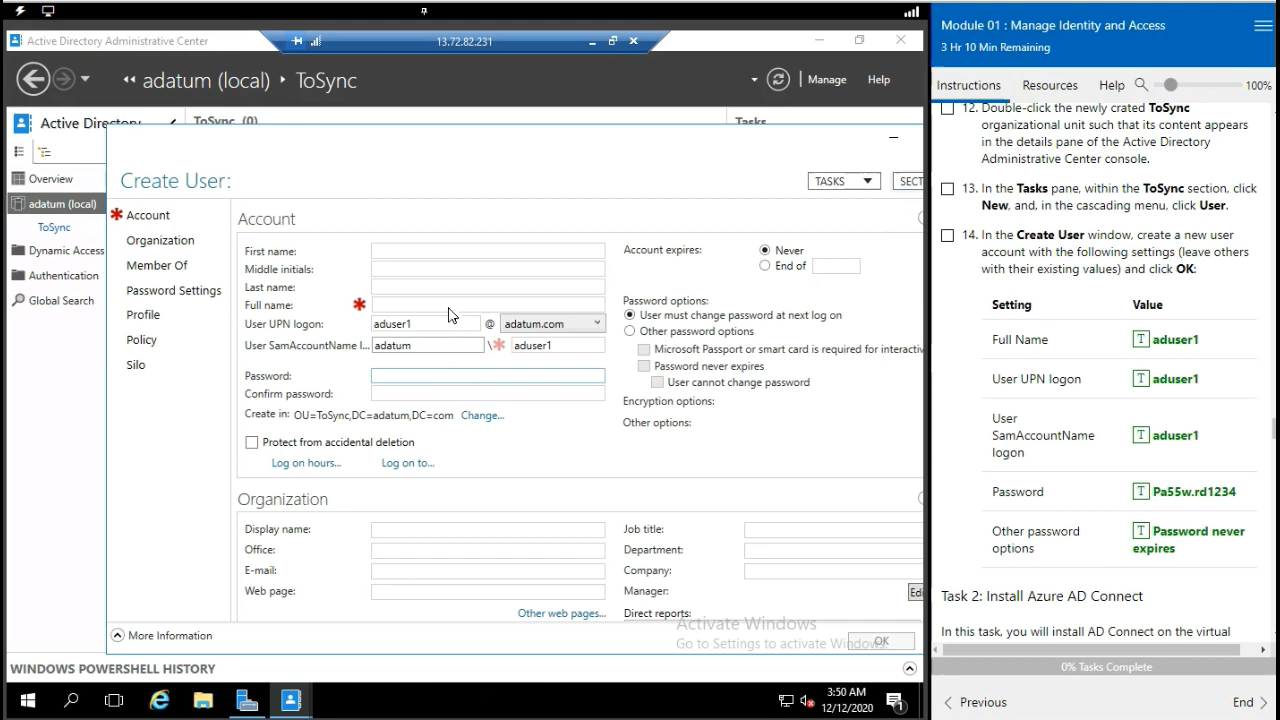 Active Directory Administrative Center
13.72.82.231
adatum (local) ToSync
Manage
Help
Active Directory...
ToSync (0)
Tasks
Overview
adatum (local)
ToSync
Dynamic Access
Authentication
Global Search
Create User:
TASKS
SECT
Account
Organization
Member Of
Password Settings
Profile
Policy
Silo
Account
First name:
Middle initials:
Last name:
Full name:
User UPN logon: aduser1 @ adatum.com
User SamAccountName l... adatum \ aduser1
Password:
Confirm password:
Create in: OU=ToSync,DC=adatum,DC=com Change...
Protect from accidental deletion
Log on hours... Log on to...
Account expires:
Never
End of
Password options:
User must change password at next log on
Other password options
Microsoft Passport or smart card is required for interactiv
Password never expires
User cannot change password
Encryption options:
Other options:
Organization
Display name:
Office:
E-mail:
Web page:
Other web pages...
Job title:
Department:
Company:
Manager:
Edi
Direct reports:
Activate Windows
Go to Settings to activate Windows.
More Information
OK
WINDOWS POWERSHELL HISTORY
3:50 AM
12/12/2020
1
Module 01 : Manage Identity and Access
3 Hr 10 Min Remaining
Instructions Resources Help 100%
12. Double-click the newly crated ToSync
organizational unit such that its content appears
in the details pane of the Active Directory
Administrative Center console.
13. In the Tasks pane, within the ToSync section, click
New, and, in the cascading menu, click User.
14. In the Create User window, create a new user
account with the following settings (leave others
with their existing values) and click OK:
Setting Value
Full Name T aduser1
User UPN logon T aduser1
User
SamAccountName T aduser1
logon
Password T Pa55w.rd1234
Other password T Password never
options expires
Task 2: Install Azure AD Connect
In this task, you will install AD Connect on the virtual
0% Tasks Complete
Previous End